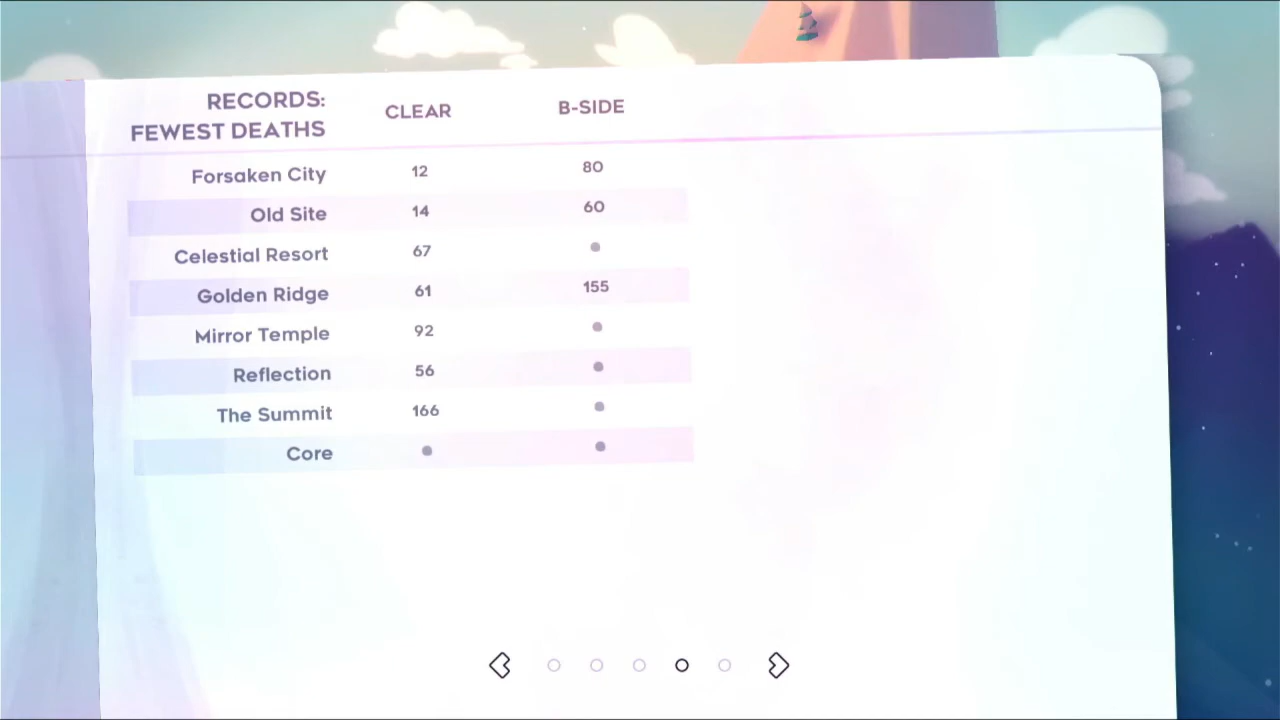 RECORDS:
FEWEST DEATHS CLEAR B-SIDE
Forsaken City 12 80
Old Site 14 60
Celestial Resort 67 •
Golden Ridge 61 155
Mirror Temple 92 •
Reflection 56 •
The Summit 166 •
Core • •